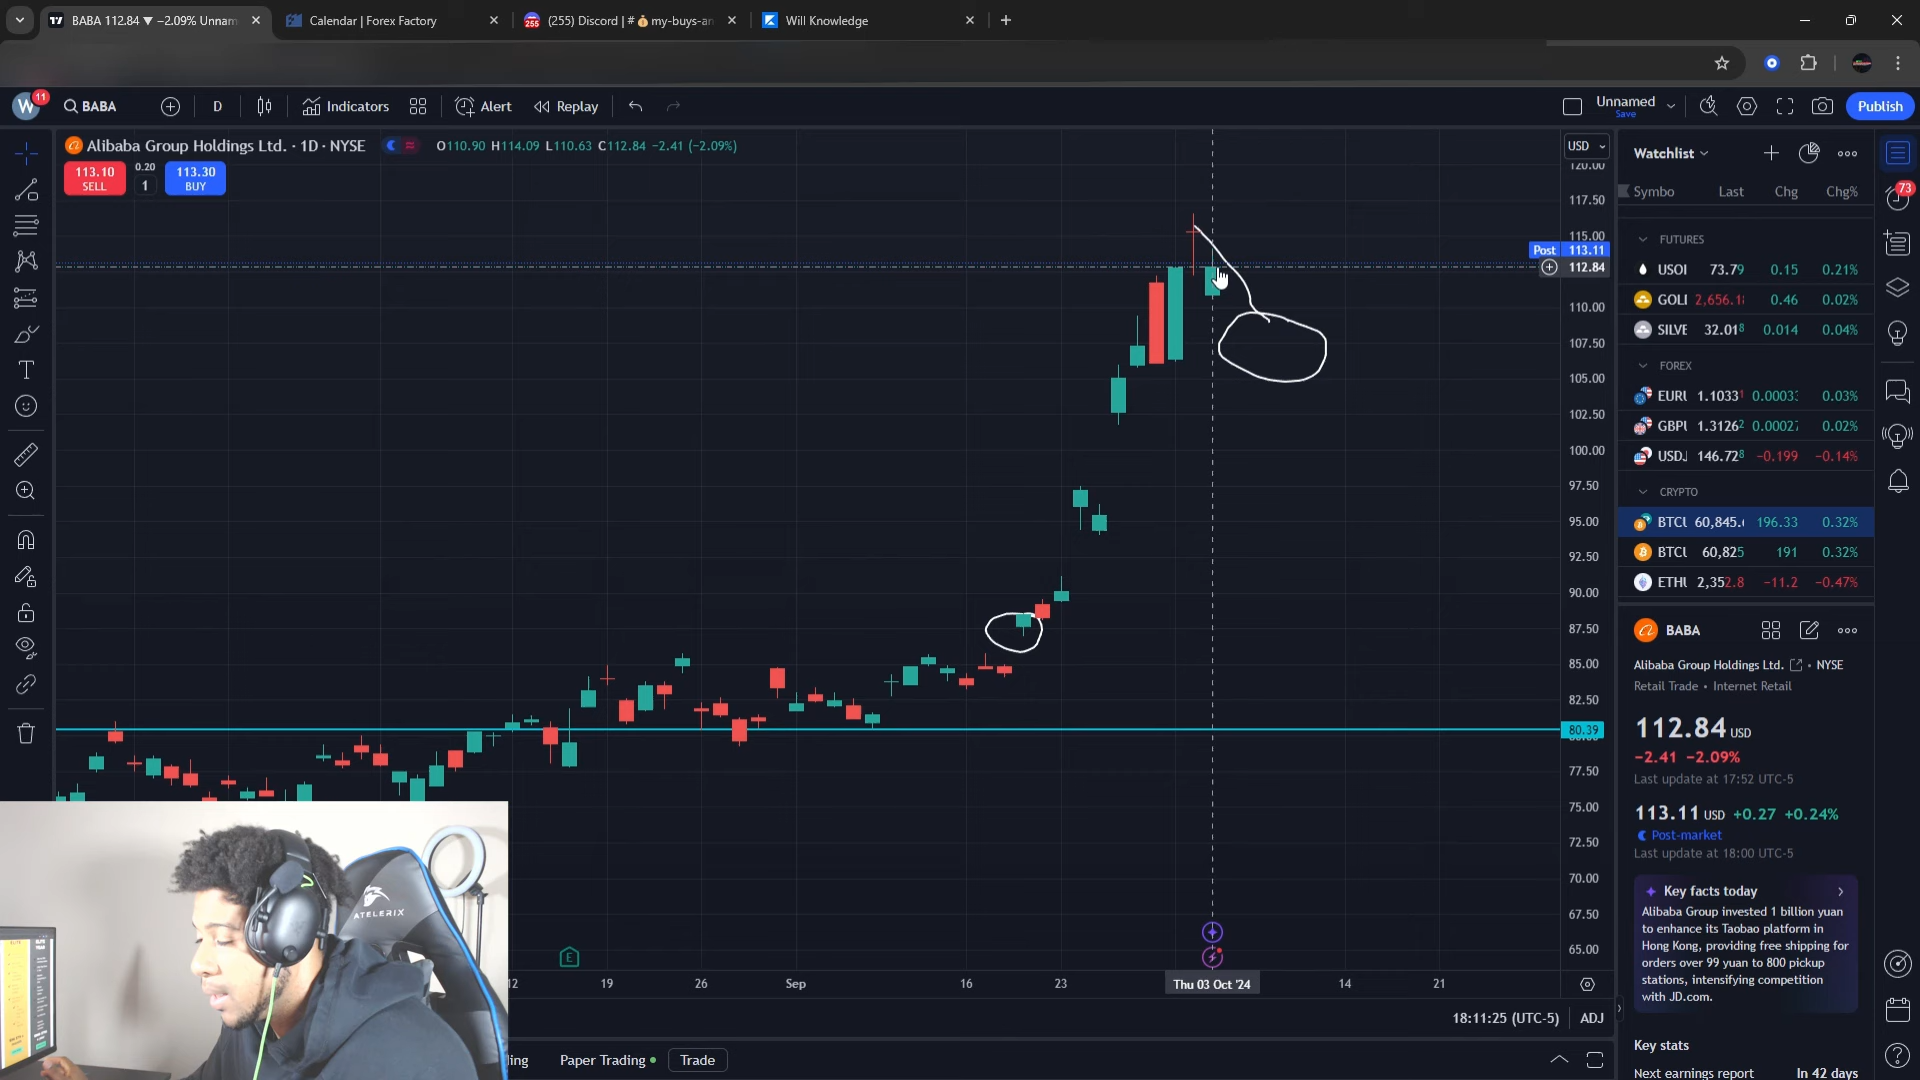 BABA 112.84 ▼ −2.09% Unnam
Calendar | Forex Factory
(255) Discord | # 💰my-buys-an
Will Knowledge
W 11
BABA
D
Indicators
Alert
Replay
Unnamed
Save
Publish
Alibaba Group Holdings Ltd. · 1D · NYSE
O110.90 H114.09 L110.63 C112.84 −2.41 (−2.09%)
113.10
SELL
0.20
1
113.30
BUY
USD
120.00
117.50
115.00
Post 113.11
112.84
110.00
107.50
105.00
102.50
100.00
97.50
95.00
92.50
90.00
87.50
85.00
82.50
80.39
77.50
75.00
72.50
70.00
67.50
65.00
E
12
19
26
Sep
16
23
Thu 03 Oct '24
14
21
18:11:25 (UTC-5)
ADJ
ing
Paper Trading
Trade
Watchlist
Symbo Last Chg Chg%
FUTURES
USOI 73.79 0.15 0.21%
GOLI 2,656.1 0.46 0.02%
SILVE 32.018 0.014 0.04%
FOREX
EURU 1.10331 0.0003 0.03%
GBPU 1.31262 0.0002 0.02%
USDJ 146.728 −0.199 −0.14%
CRYPTO
BTCU 60,845. 196.33 0.32%
BTCU 60,825 191 0.32%
ETHU 2,352.8 −11.2 −0.47%
73
BABA
Alibaba Group Holdings Ltd. • NYSE
Retail Trade • Internet Retail
112.84 USD
−2.41 −2.09%
Last update at 17:52 UTC-5
113.11 USD +0.27 +0.24%
Post-market
Last update at 18:00 UTC-5
Key facts today
Alibaba Group invested 1 billion yuan
to enhance its Taobao platform in
Hong Kong, providing free shipping for
orders over 99 yuan to 800 pickup
stations, intensifying competition
with JD.com.
Key stats
Next earnings report In 42 days
ATELERIX